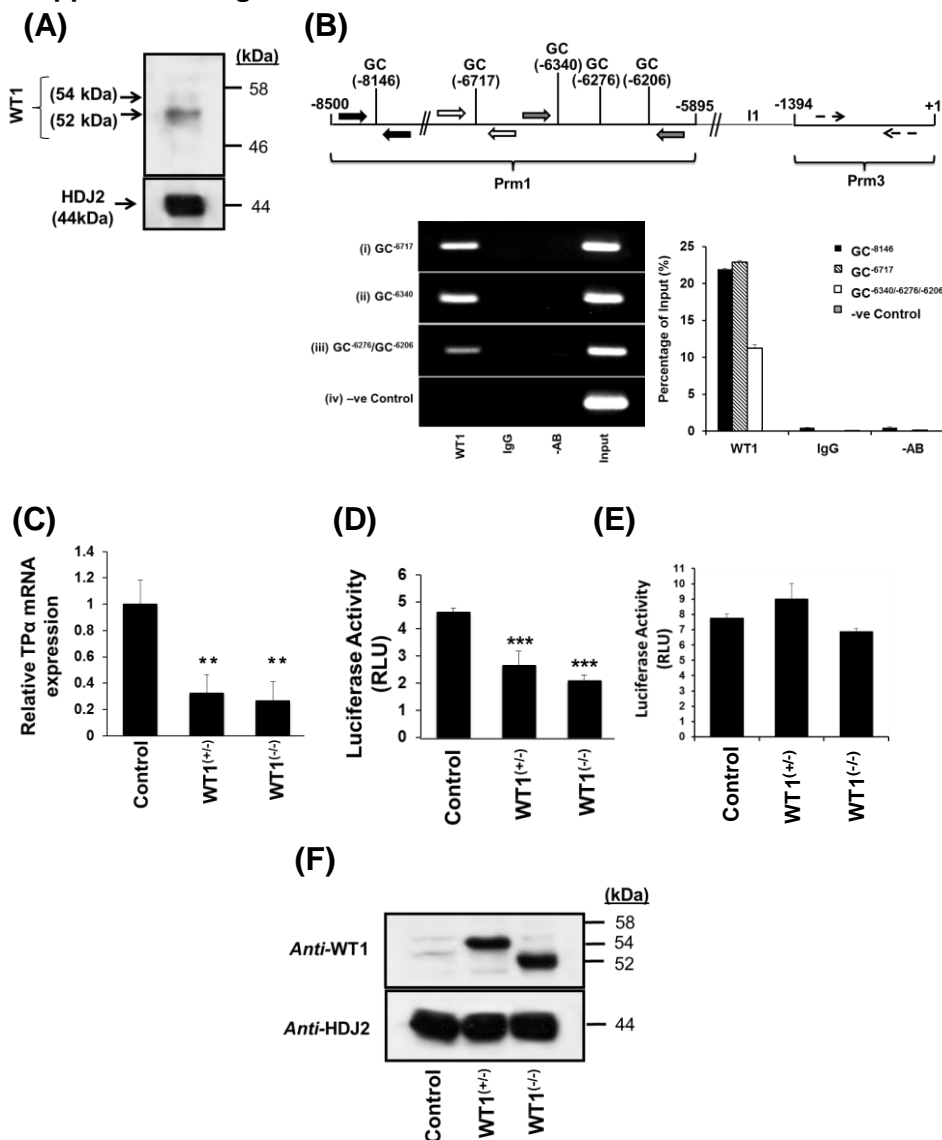 (A)
(kDa)
WT1
(54 kDa)
(52 kDa)
58
46
HDJ2
(44kDa)
44
(B)
GC
(-8146)
GC
(-6717)
GC
(-6340)
GC
(-6276)
GC
(-6206)
-8500
-5895
I1
-1394
+1
Prm1
Prm3
(i) GC-6717
(ii) GC-6340
(iii) GC-6276/GC-6206
(iv) –ve Control
WT1
IgG
-AB
Input
Percentage of Input (%)
25
20
15
10
5
0
GC-8146
GC-6717
GC-6340/-6276/-6206
-ve Control
WT1
IgG
-AB
(C)
Relative TPα mRNA
expression
1.4
1.2
1
0.8
0.6
0.4
0.2
0
**
**
Control
WT1(+/-)
WT1(-/-)
(D)
Luciferase Activity
(RLU)
6
5
4
3
2
1
0
***
***
Control
WT1(+/-)
WT1(-/-)
(E)
Luciferase Activity
(RLU)
11
10
9
8
7
6
5
4
3
2
1
0
Control
WT1(+/-)
WT1(-/-)
(F)
(kDa)
Anti-WT1
58
54
52
Anti-HDJ2
44
Control
WT1(+/-)
WT1(-/-)